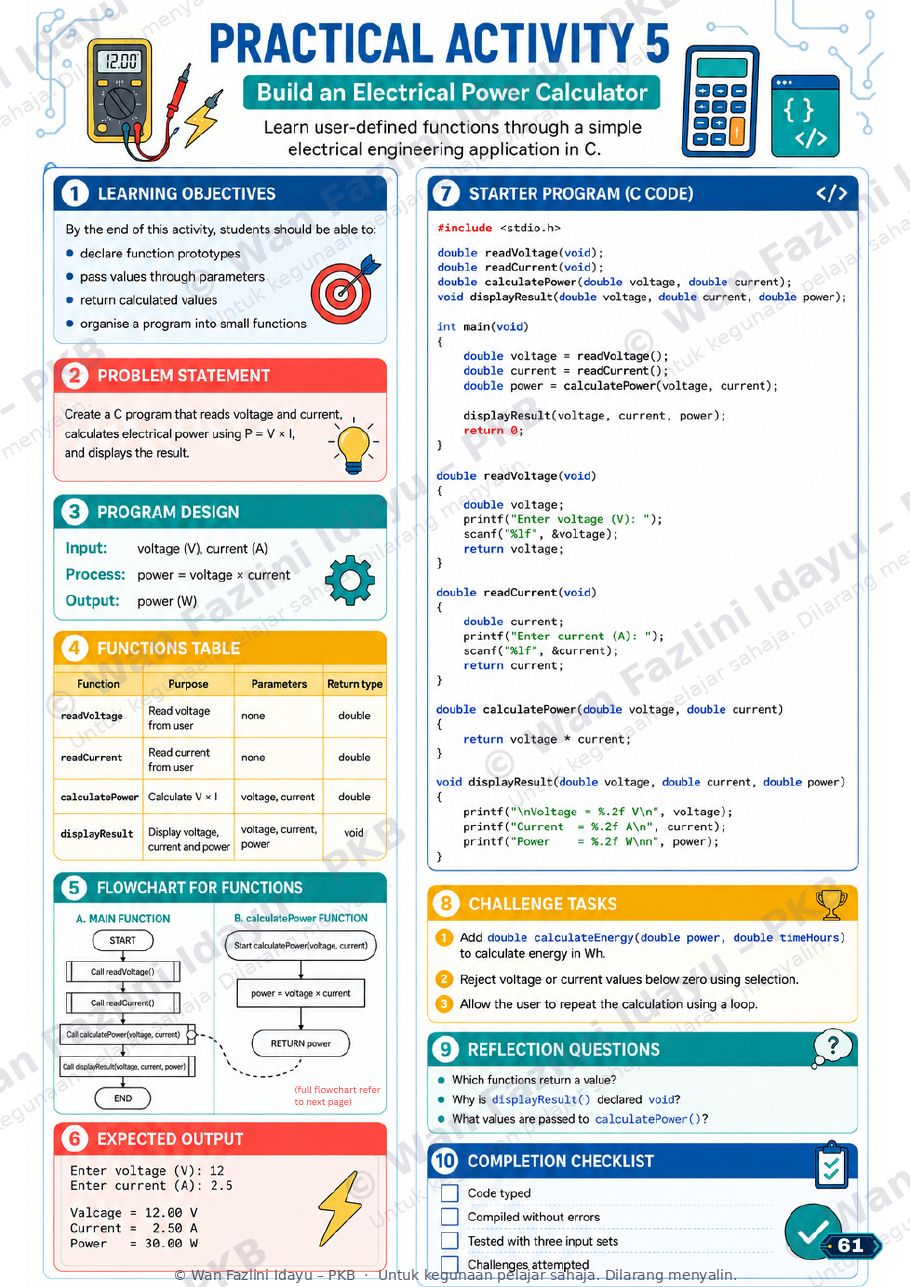 12.00
PRACTICAL ACTIVITY 5
Build an Electrical Power Calculator
Learn user-defined functions through a simple
electrical engineering application in C.
{ }
</>
1 LEARNING OBJECTIVES
By the end of this activity, students should be able to:
declare function prototypes
pass values through parameters
return calculated values
organise a program into small functions
2 PROBLEM STATEMENT
Create a C program that reads voltage and current,
calculates electrical power using P = V × I,
and displays the result.
3 PROGRAM DESIGN
Input: voltage (V), current (A)
Process: power = voltage × current
Output: power (W)
4 FUNCTIONS TABLE
Function Purpose Parameters Return type
readVoltage Read voltage from user none double
readCurrent Read current from user none double
calculatePower Calculate V × I voltage, current double
displayResult Display voltage, current and power voltage, current, power void
5 FLOWCHART FOR FUNCTIONS
A. MAIN FUNCTION
START
Call readVoltage()
Call readCurrent()
Call calculatePower(voltage, current)
Call displayResult(voltage, current, power)
END
B. calculatePower FUNCTION
Start calculatePower(voltage, current)
power = voltage × current
RETURN power
(full flowchart refer
to next page)
6 EXPECTED OUTPUT
Enter voltage (V): 12
Enter current (A): 2.5
Valcage = 12.00 V
Current =  2.50 A
Power   = 30.00 W
7 STARTER PROGRAM (C CODE) </>
#include <stdio.h>
double readVoltage(void);
double readCurrent(void);
double calculatePower(double voltage, double current);
void displayResult(double voltage, double current, double power);
int main(void)
{
    double voltage = readVoltage();
    double current = readCurrent();
    double power = calculatePower(voltage, current);
    displayResult(voltage, current, power);
    return 0;
}
double readVoltage(void)
{
    double voltage;
    printf("Enter voltage (V): ");
    scanf("%lf", &voltage);
    return voltage;
}
double readCurrent(void)
{
    double current;
    printf("Enter current (A): ");
    scanf("%lf", &current);
    return current;
}
double calculatePower(double voltage, double current)
{
    return voltage * current;
}
void displayResult(double voltage, double current, double power)
{
    printf("\nVoltage = %.2f V\n", voltage);
    printf("Current  = %.2f A\n", current);
    printf("Power    = %.2f W\nn", power);
}
8 CHALLENGE TASKS
1 Add double calculateEnergy(double power, double timeHours)
to calculate energy in Wh.
2 Reject voltage or current values below zero using selection.
3 Allow the user to repeat the calculation using a loop.
9 REFLECTION QUESTIONS
?
Which functions return a value?
Why is displayResult() declared void?
What values are passed to calculatePower()?
10 COMPLETION CHECKLIST
Code typed
Compiled without errors
Tested with three input sets
Challenges attempted
61
© Wan Fazlini Idayu – PKB · Untuk kegunaan pelajar sahaja. Dilarang menyalin.
© Wan Fazlini Idayu – PKB
Untuk kegunaan pelajar sahaja. Dilarang menyalin.